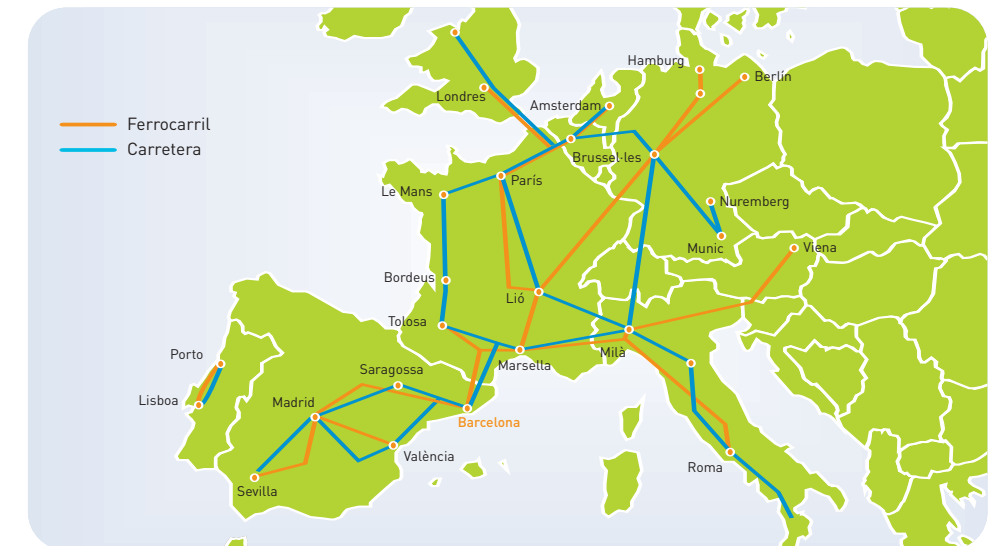 Hamburg
Berlín
Londres
Amsterdam
Ferrocarril
Carretera
Brussel·les
París
Le Mans
Nuremberg
Munic
Viena
Bordeus
Lió
Tolosa
Milà
Porto
Marsella
Saragossa
Lisboa
Madrid
Barcelona
València
Roma
Sevilla